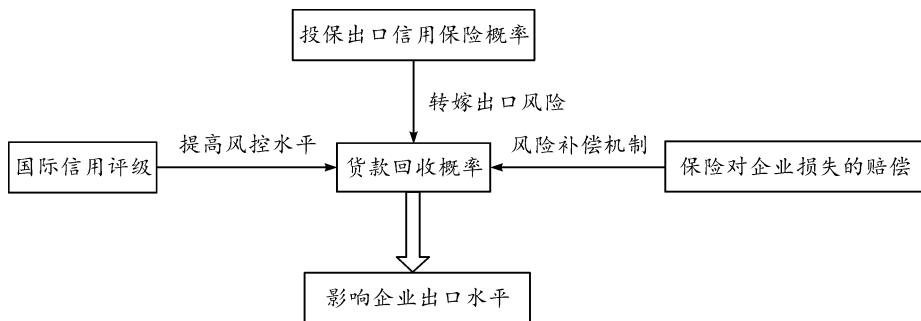 投保出口信用保险概率
转嫁出口风险
提高风控水平
风险补偿机制
国际信用评级
货款回收概率
保险对企业损失的赔偿
影响企业出口水平